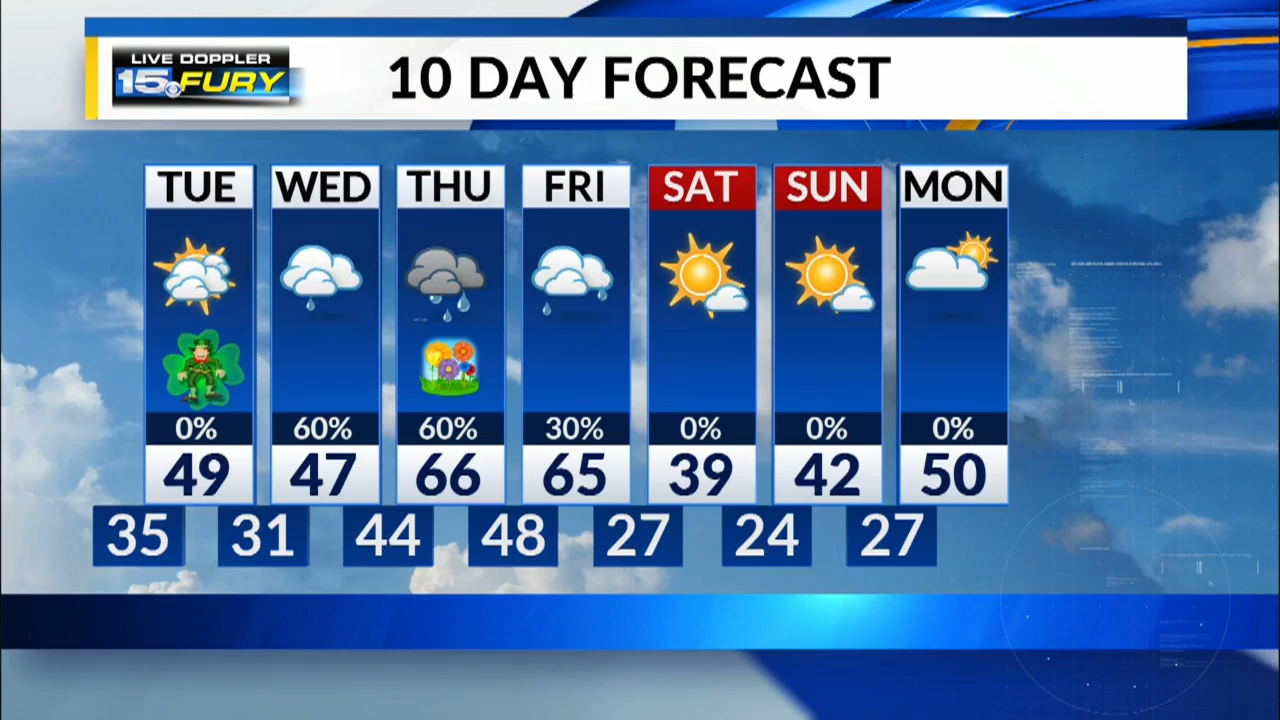 LIVE DOPPLER
15 FURY
10 DAY FORECAST
TUE WED THU FRI SAT SUN MON
0% 60% 60% 30% 0% 0% 0%
49 47 66 65 39 42 50
35 31 44 48 27 24 27